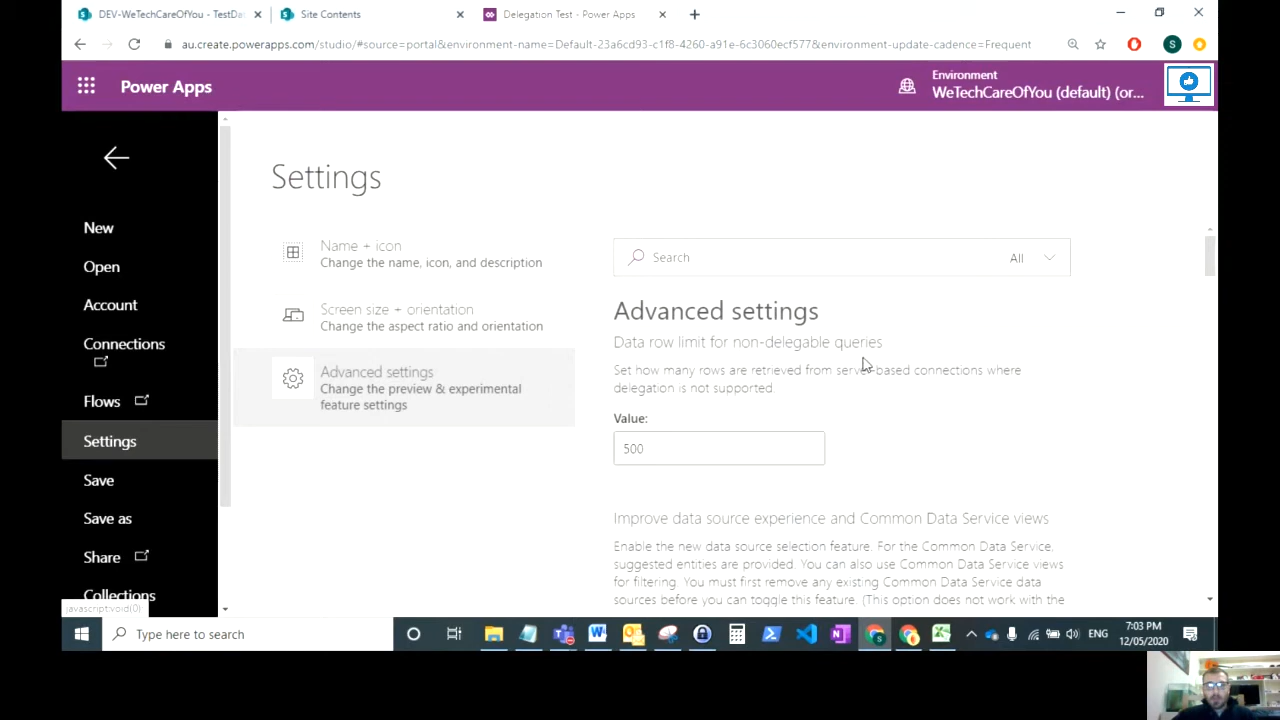 DEV-WeTechCareOfYou - TestDa
Site Contents
Delegation Test - Power Apps
au.create.powerapps.com/studio/#source=portal&environment-name=Default-23a6cd93-c1f8-4260-a91e-6c3060ecf577&environment-update-cadence=Frequent
S
Power Apps
Environment
WeTechCareOfYou (default) (or...
Settings
New
Open
Account
Connections
Flows
Settings
Save
Save as
Share
Collections
Name + icon
Change the name, icon, and description
Screen size + orientation
Change the aspect ratio and orientation
Advanced settings
Change the preview & experimental
feature settings
Search
All
Advanced settings
Data row limit for non-delegable queries
Set how many rows are retrieved from server-based connections where
delegation is not supported
Value:
500
Improve data source experience and Common Data Service views
Enable the new data source selection feature. For the Common Data Service,
suggested entities are provided. You can also use Common Data Service views
for filtering. You must first remove any existing Common Data Service data
sources before you can toggle this feature. (This option does not work with the
javascript:void(0)
Type here to search
ENG
7:03 PM
12/05/2020